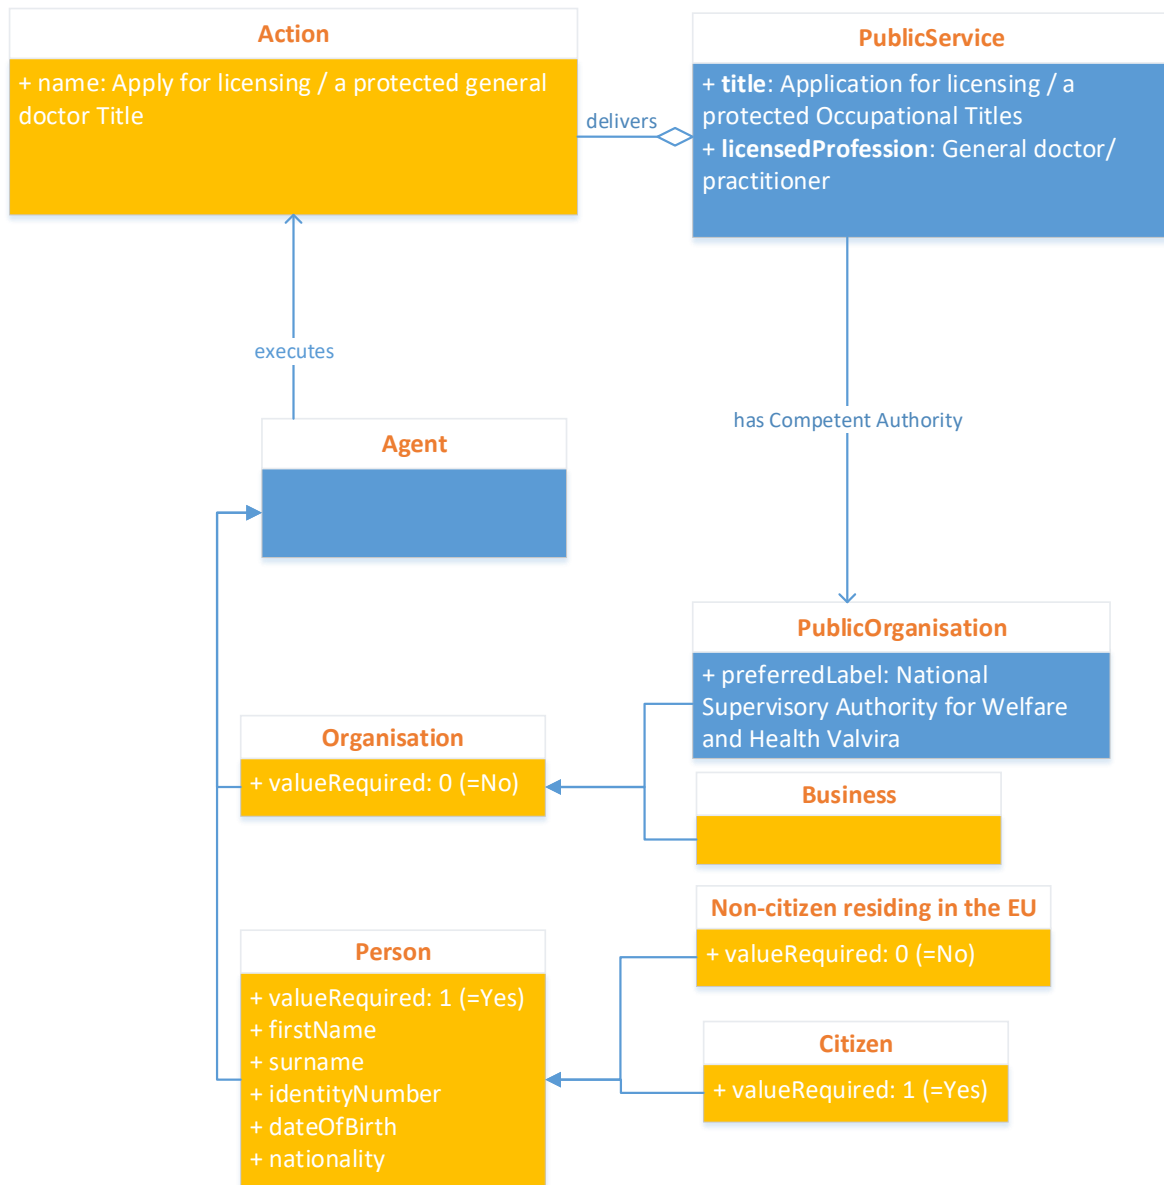 Action
+ name: Apply for licensing / a protected general
doctor Title
delivers
PublicService
+ title: Application for licensing / a
protected Occupational Titles
+ licensedProfession: General doctor/
practitioner
executes
has Competent Authority
Agent
PublicOrganisation
+ preferredLabel: National
Supervisory Authority for Welfare
and Health Valvira
Organisation
+ valueRequired: 0 (=No)
Business
Non-citizen residing in the EU
+ valueRequired: 0 (=No)
Person
+ valueRequired: 1 (=Yes)
+ firstName
+ surname
+ identityNumber
+ dateOfBirth
+ nationality
Citizen
+ valueRequired: 1 (=Yes)